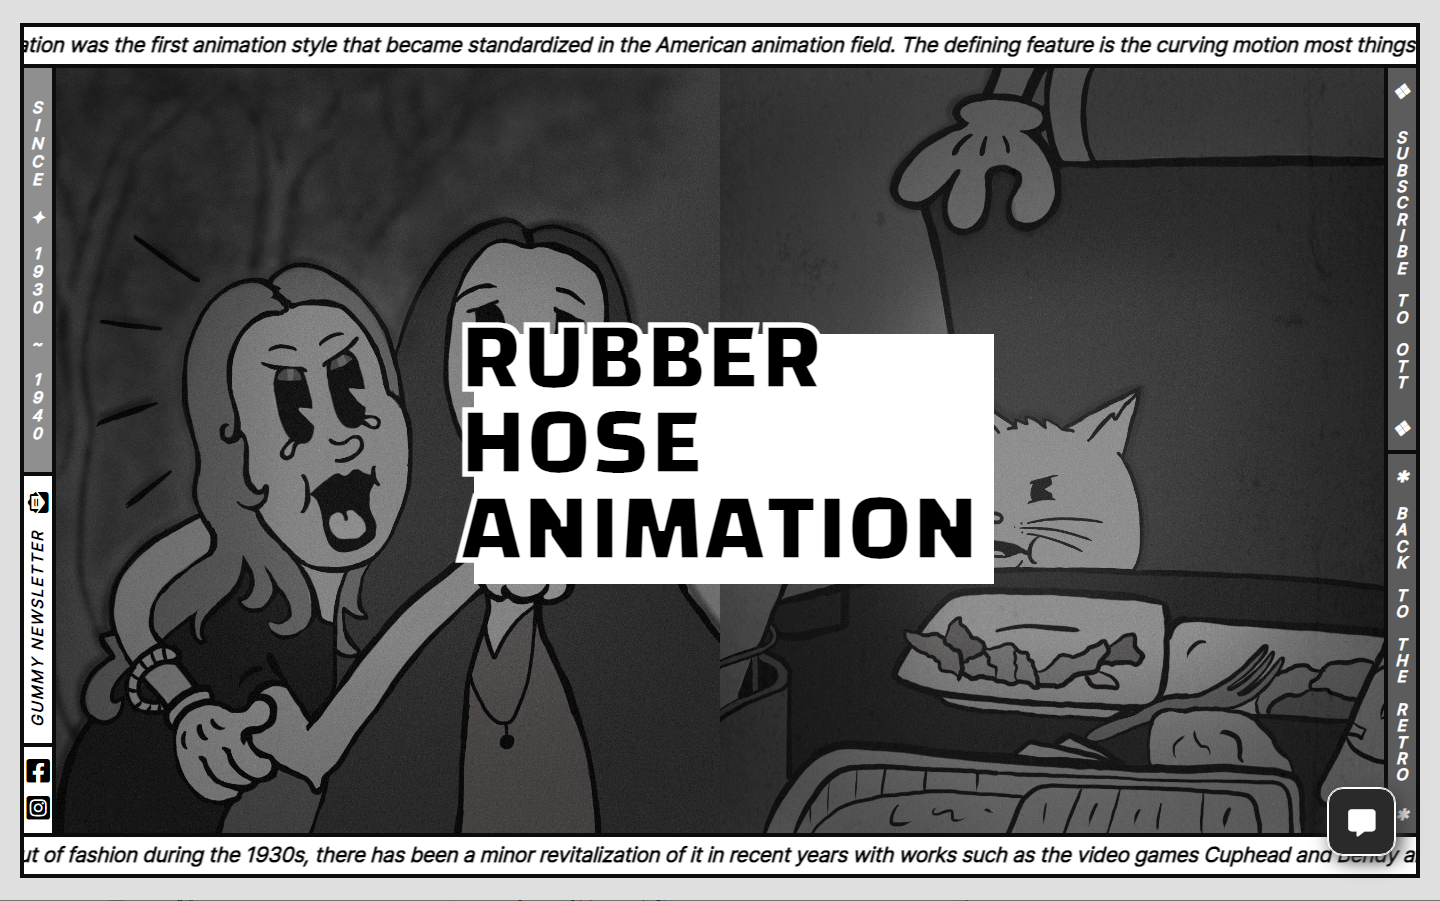 ation was the first animation style that became standardized in the American animation field. The defining feature is the curving motion most things
SINCE ✦ 1930 ~ 1940
GUMMY NEWSLETTER
RUBBER
HOSE
ANIMATION
❖ SUBSCRIBE TO OTT ❖
✱ BACK TO THE RETRO ✱
ut of fashion during the 1930s, there has been a minor revitalization of it in recent years with works such as the video games Cuphead and Bendy a